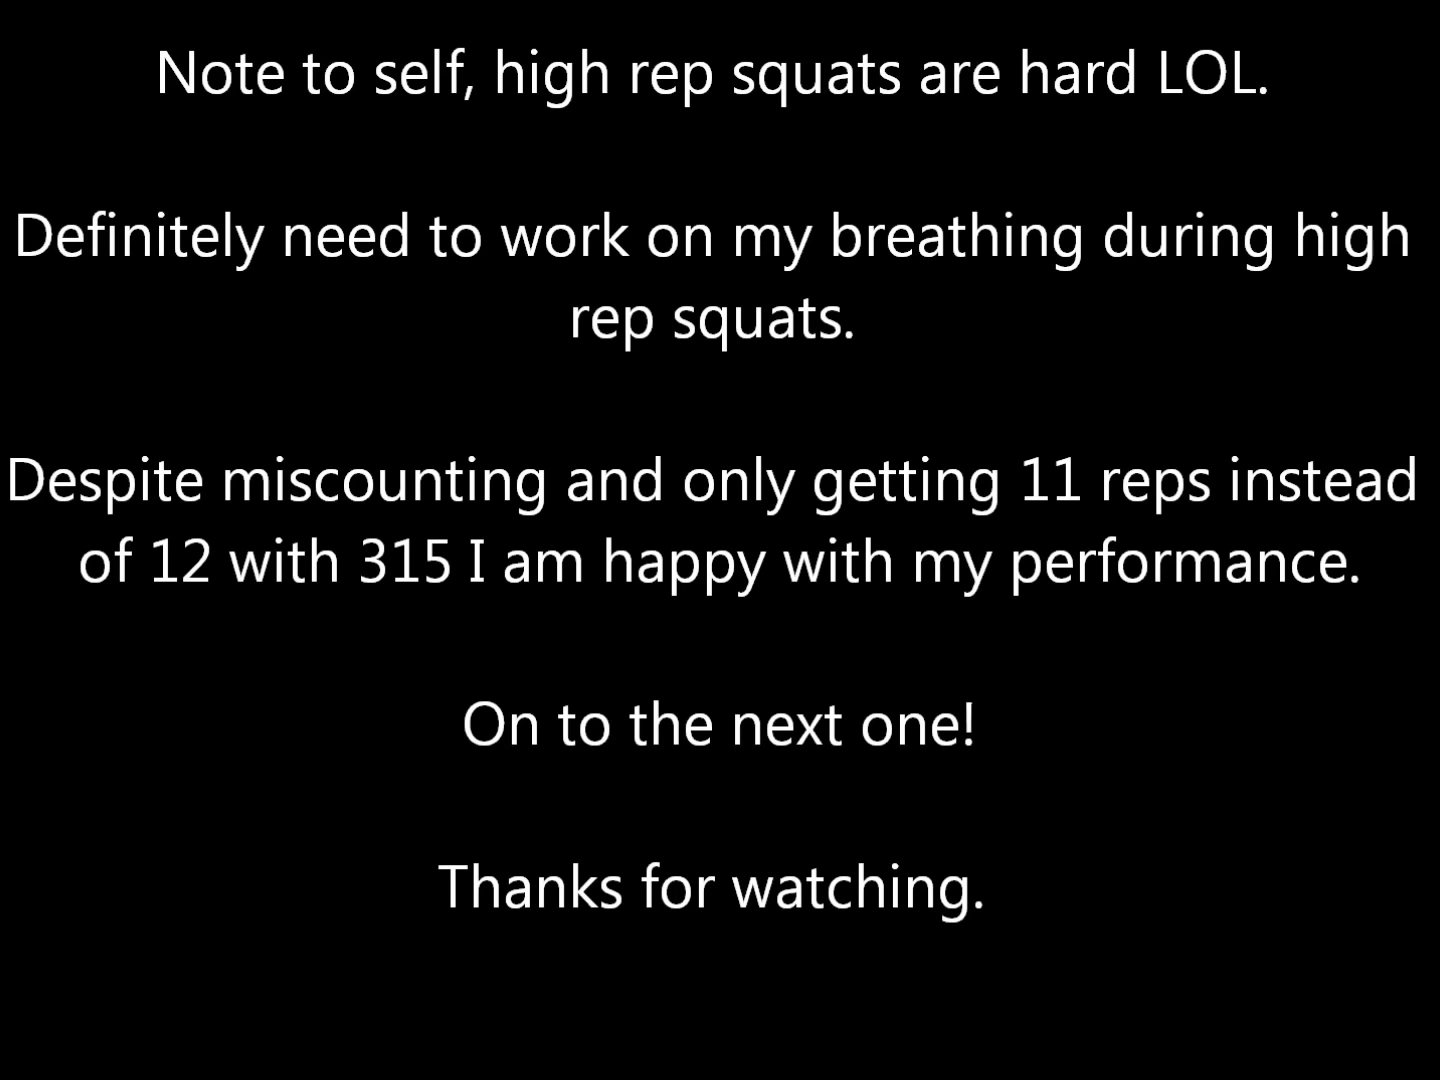 Note to self, high rep squats are hard LOL.
Definitely need to work on my breathing during high
rep squats.
Despite miscounting and only getting 11 reps instead
of 12 with 315 I am happy with my performance.
On to the next one!
Thanks for watching.